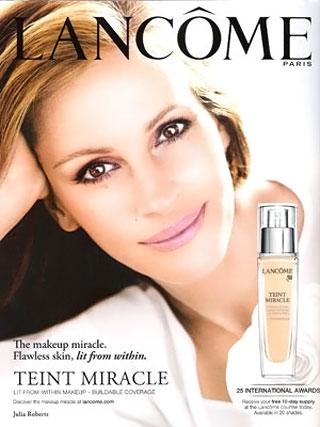 LANCÔME
PARIS
LANCÔME
TEINT
MIRACLE
The makeup miracle.
Flawless skin, lit from within.
TEINT MIRACLE
LIT-FROM-WITHIN MAKEUP - BUILDABLE COVERAGE
Discover the makeup miracle at lancome.com
Julia Roberts
25 INTERNATIONAL AWARDS
Receive your free 10-day supply
at the Lancôme counter today.
Available in 20 shades.